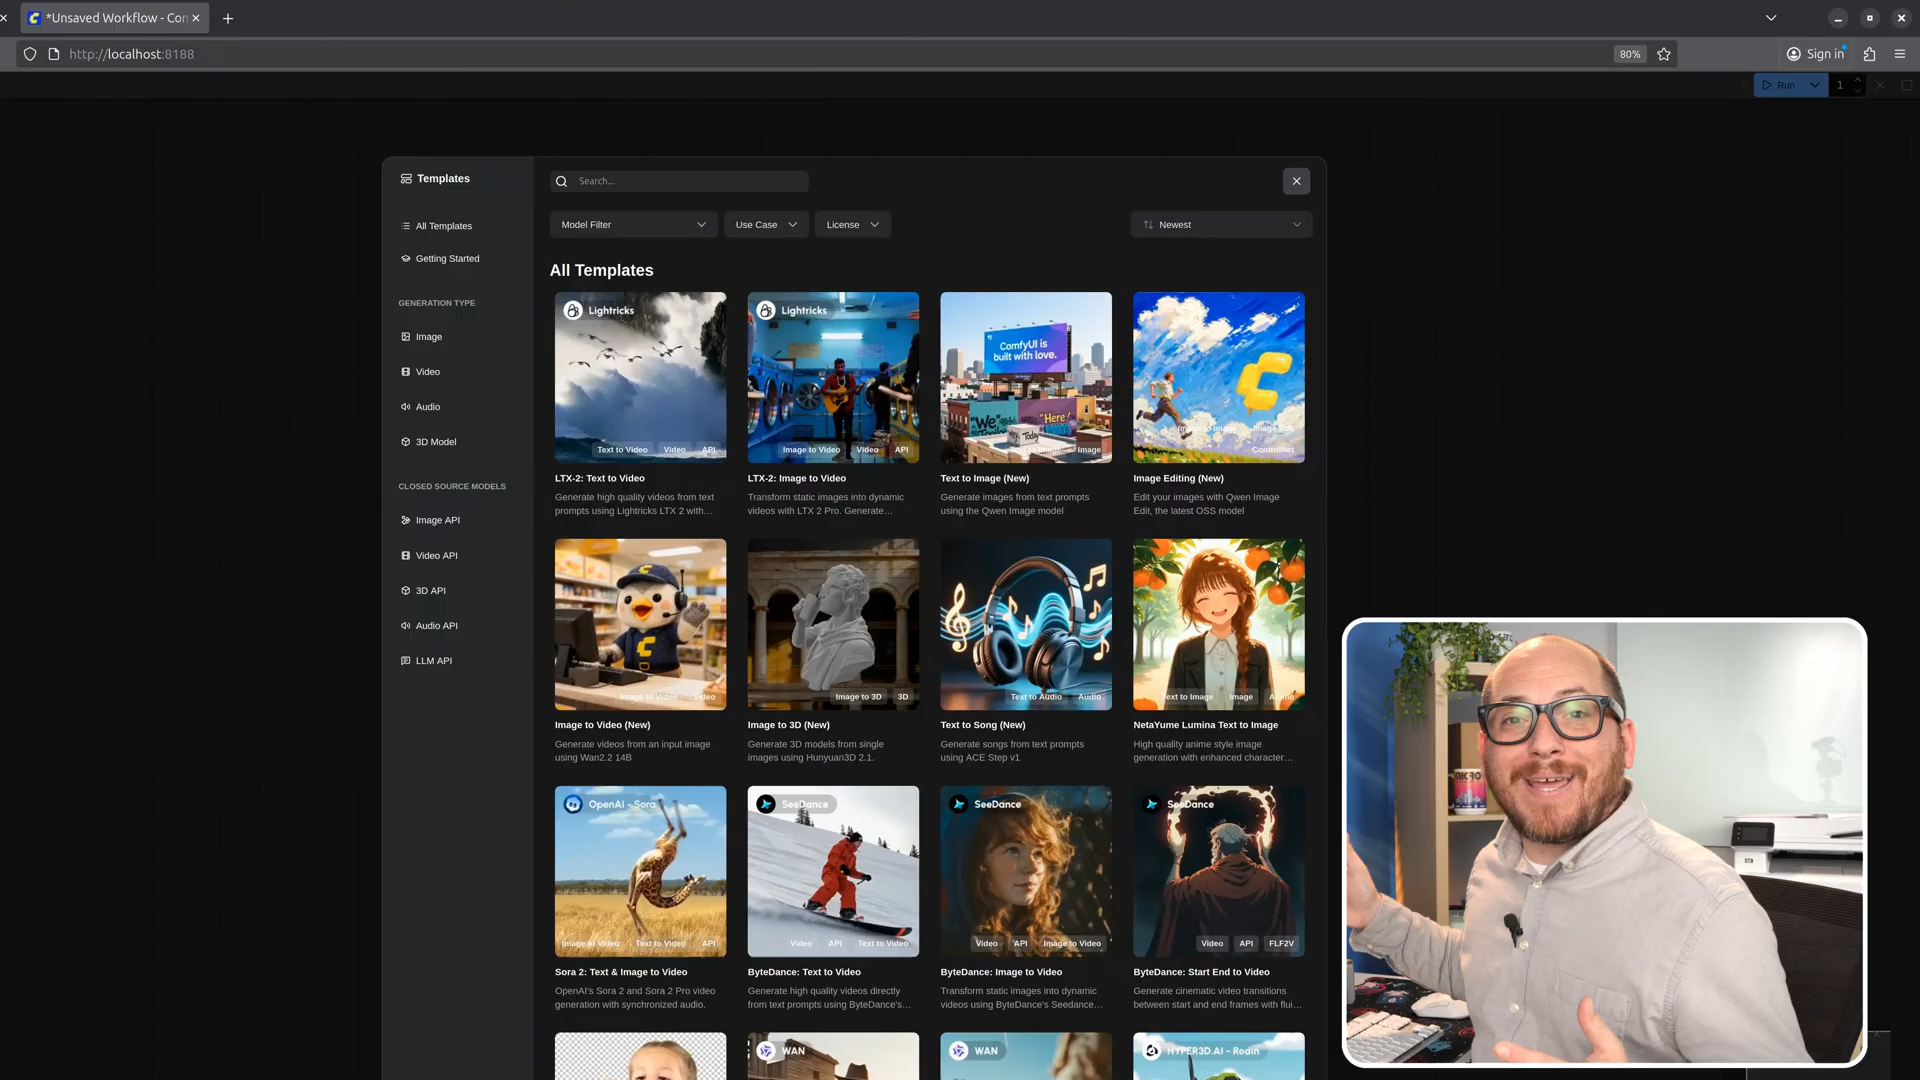 *Unsaved Workflow - Con
http://localhost:8188
80%
Sign in
Run
1
Templates
Search...
All Templates
Getting Started
Model Filter
Use Case
License
Newest
GENERATION TYPE
Image
Video
Audio
3D Model
CLOSED SOURCE MODELS
Image API
Video API
3D API
Audio API
LLM API
All Templates
Lightricks
Text to Video
Video
API
LTX-2: Text to Video
Generate high quality videos from text
prompts using Lightricks LTX 2 with...
Lightricks
Image to Video
Video
API
LTX-2: Image to Video
Transform static images into dynamic
videos with LTX 2 Pro. Generate...
ComfyUI is
built with love.
"We"
"Here!
Today
Text to Image
Image
Text to Image (New)
Generate images from text prompts
using the Qwen Image model
Image to Image
Image Edit
ControlNet
Image Editing (New)
Edit your images with Qwen Image
Edit, the latest OSS model
Image to Video
Video
Image to Video (New)
Generate videos from an input image
using Wan2.2 14B
Image to 3D
3D
Image to 3D (New)
Generate 3D models from single
images using Hunyuan3D 2.1.
Text to Audio
Audio
Text to Song (New)
Generate songs from text prompts
using ACE Step v1
Text to Image
Image
Anime
NetaYume Lumina Text to Image
High quality anime style image
generation with enhanced character...
OpenAI - Sora
Image to Video
Text to Video
API
Sora 2: Text & Image to Video
OpenAI's Sora 2 and Sora 2 Pro video
generation with synchronized audio.
SeeDance
Video
API
Text to Video
ByteDance: Text to Video
Generate high quality videos directly
from text prompts using ByteDance's...
SeeDance
Video
API
Image to Video
ByteDance: Image to Video
Transform static images into dynamic
videos using ByteDance's Seedance...
SeeDance
Video
API
FLF2V
ByteDance: Start End to Video
Generate cinematic video transitions
between start and end frames with flui...
WAN
WAN
HYPER3D.AI - Rodin